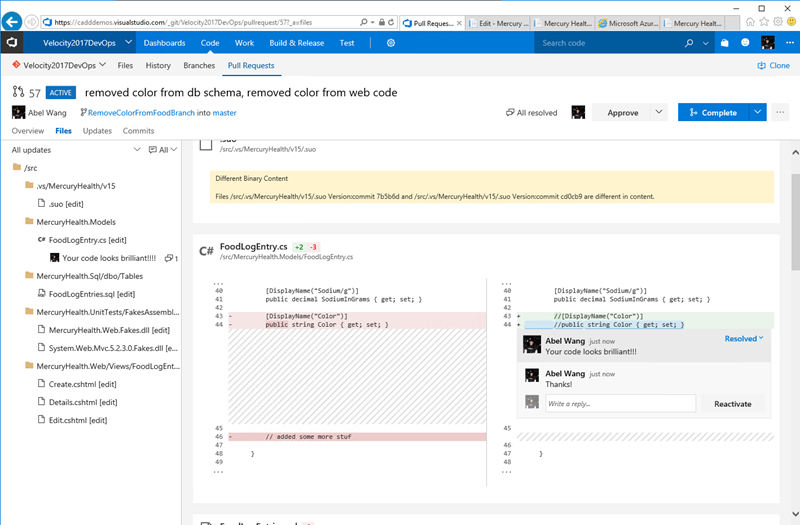 https://cadddemos.visualstudio.com/_git/Velocity2017DevOps/pullrequest/57?_a=files
Pull Reques...
Edit - Mercury ...
Mercury Healt...
Microsoft Azur...
Mercury Healt...
Velocity2017DevOps
Dashboards
Code
Work
Build & Release
Test
Search code
Velocity2017DevOps
Files
History
Branches
Pull Requests
Clone
57 ACTIVE removed color from db schema, removed color from web code
Abel Wang RemoveColorFromFoodBranch into master
All resolved
Approve
Complete
Overview
Files
Updates
Commits
All updates
All
/src
.vs/MercuryHealth/v15
.suo [edit]
MercuryHealth.Models
C# FoodLogEntry.cs [edit]
Your code looks brilliant!!!! 1
MercuryHealth.Sql/dbo/Tables
FoodLogEntries.sql [edit]
MercuryHealth.UnitTests/FakesAssembl...
MercuryHealth.Web.Fakes.dll [edit]
System.Web.Mvc.5.2.3.0.Fakes.dll [e...
MercuryHealth.Web/Views/FoodLogEnt...
Create.cshtml [edit]
Details.cshtml [edit]
Edit.cshtml [edit]
.suo
/src/.vs/MercuryHealth/v15/.suo
Different Binary Content
Files /src/.vs/MercuryHealth/v15/.suo Version:commit 7b5b6d and /src/.vs/MercuryHealth/v15/.suo Version:commit cd0cb9 are different in content.
C# FoodLogEntry.cs +2 -3
/src/MercuryHealth.Models/FoodLogEntry.cs
...
40 [DisplayName("Sodium/g")]
41 public decimal SodiumInGrams { get; set; }
42
43- [DisplayName("Color")]
44- public string Color { get; set; }
45
46- // added some more stuf
47
48 }
49
...
...
40 [DisplayName("Sodium/g")]
41 public decimal SodiumInGrams { get; set; }
42
43+ //[DisplayName("Color")]
44+ //public string Color { get; set; }
Abel Wang just now
Resolved
Your code looks brilliant!!!
Abel Wang just now
Thanks!
Write a reply...
Reactivate
45
46
47 }
48
...